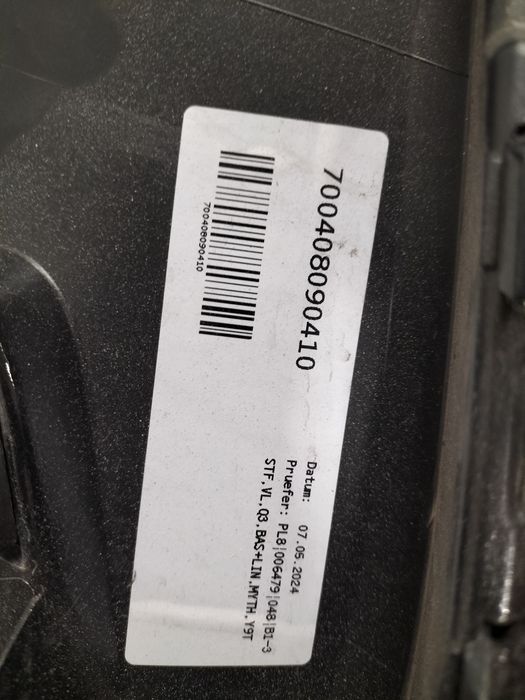 700408090410
700408090410
Datum: 07.05.2024
Pruefer: PL8|006479|048|B1-3
STF,VL,Q3,BAS+LIN,MYTH.Y9T